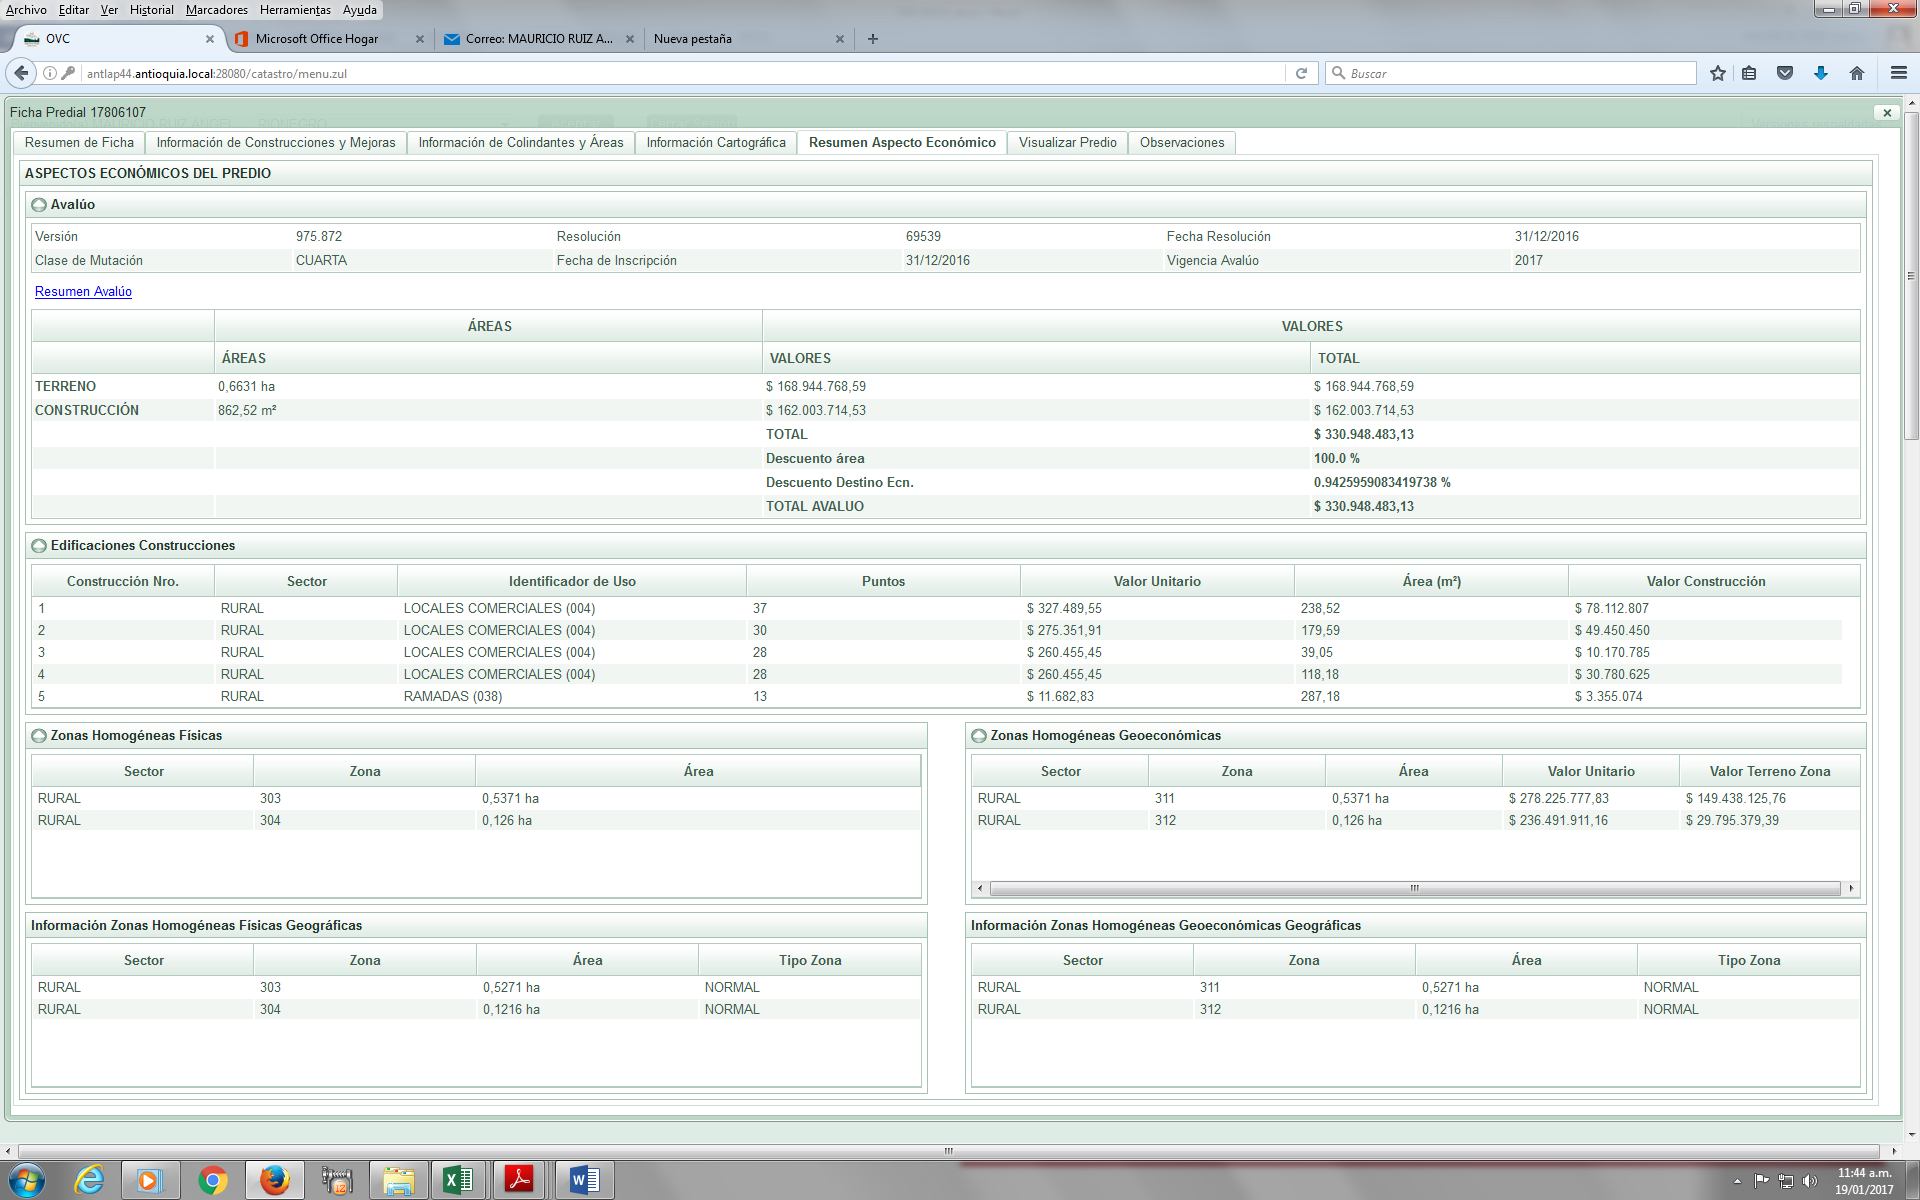 Archivo Editar Ver Historial Marcadores Herramientas Ayuda
OVC Microsoft Office Hogar Correo: MAURICIO RUIZ A... Nueva pestaña
antlap44.antioquia.local:28080/catastro/menu.zul Buscar
Ficha Predial 17806107
Resumen de Ficha Información de Construcciones y Mejoras Información de Colindantes y Áreas Información Cartográfica Resumen Aspecto Económico Visualizar Predio Observaciones
ASPECTOS ECONÓMICOS DEL PREDIO
Avalúo
Versión 975.872 Resolución 69539 Fecha Resolución 31/12/2016
Clase de Mutación CUARTA Fecha de Inscripción 31/12/2016 Vigencia Avalúo 2017
Resumen Avalúo
ÁREAS VALORES
ÁREAS VALORES TOTAL
TERRENO 0,6631 ha $ 168.944.768,59 $ 168.944.768,59
CONSTRUCCIÓN 862,52 m² $ 162.003.714,53 $ 162.003.714,53
TOTAL $ 330.948.483,13
Descuento área 100.0 %
Descuento Destino Ecn. 0.9425959083419738 %
TOTAL AVALUO $ 330.948.483,13
Edificaciones Construcciones
Construcción Nro. Sector Identificador de Uso Puntos Valor Unitario Área (m²) Valor Construcción
1 RURAL LOCALES COMERCIALES (004) 37 $ 327.489,55 238,52 $ 78.112.807
2 RURAL LOCALES COMERCIALES (004) 30 $ 275.351,91 179,59 $ 49.450.450
3 RURAL LOCALES COMERCIALES (004) 28 $ 260.455,45 39,05 $ 10.170.785
4 RURAL LOCALES COMERCIALES (004) 28 $ 260.455,45 118,18 $ 30.780.625
5 RURAL RAMADAS (038) 13 $ 11.682,83 287,18 $ 3.355.074
Zonas Homogéneas Físicas
Sector Zona Área
RURAL 303 0,5371 ha
RURAL 304 0,126 ha
Zonas Homogéneas Geoeconómicas
Sector Zona Área Valor Unitario Valor Terreno Zona
RURAL 311 0,5371 ha $ 278.225.777,83 $ 149.438.125,76
RURAL 312 0,126 ha $ 236.491.911,16 $ 29.795.379,39
Información Zonas Homogéneas Físicas Geográficas
Sector Zona Área Tipo Zona
RURAL 303 0,5271 ha NORMAL
RURAL 304 0,1216 ha NORMAL
Información Zonas Homogéneas Geoeconómicas Geográficas
Sector Zona Área Tipo Zona
RURAL 311 0,5271 ha NORMAL
RURAL 312 0,1216 ha NORMAL
11:44 a.m.
19/01/2017